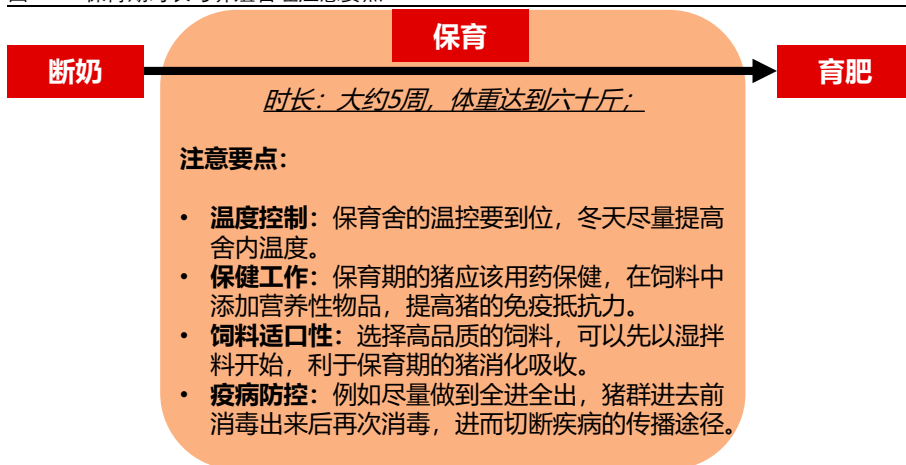 保育
断奶
育肥
时长：大约5周，体重达到六十斤；
注意要点：
• 温度控制：保育舍的温控要到位，冬天尽量提高
舍内温度。
• 保健工作：保育期的猪应该用药保健，在饲料中
添加营养性物品，提高猪的免疫抵抗力。
• 饲料适口性：选择高品质的饲料，可以先以湿拌
料开始，利于保育期的猪消化吸收。
• 疫病防控：例如尽量做到全进全出，猪群进去前
消毒出来后再次消毒，进而切断疾病的传播途径。